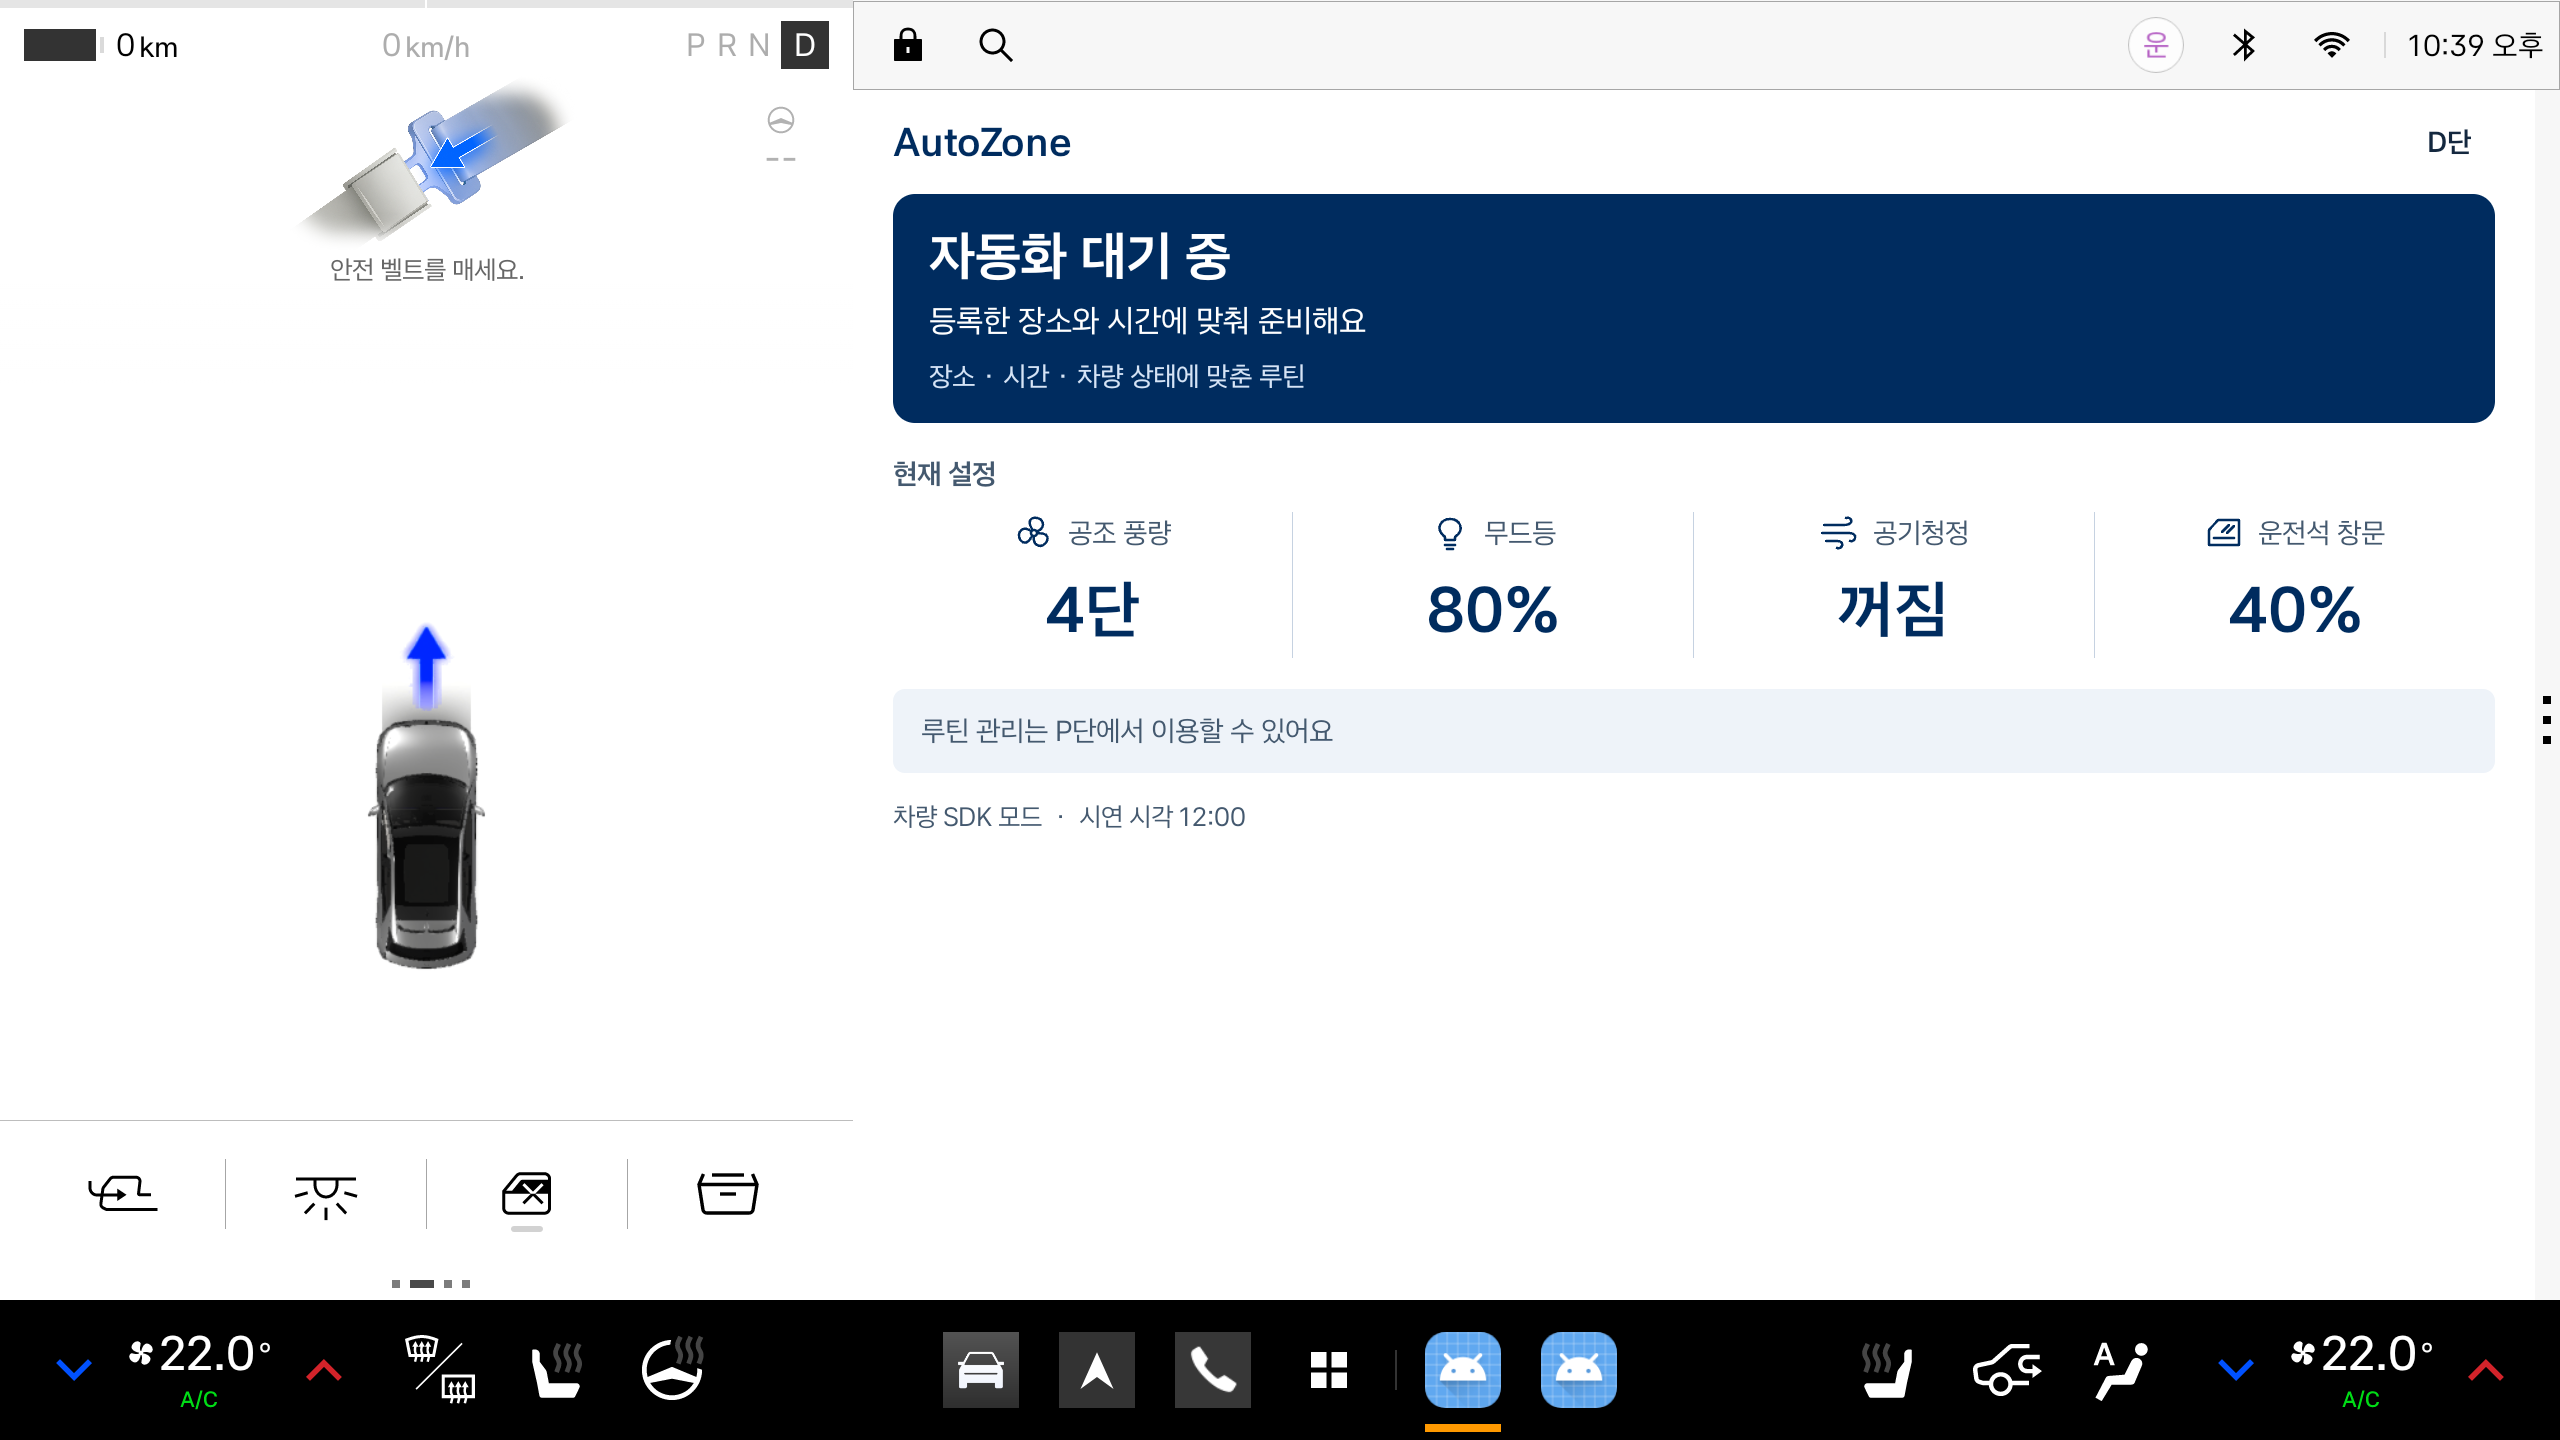 0 km
0 km/h
P R N D
운
10:39 오후
--
안전 벨트를 매세요.
AutoZone
D단
자동화 대기 중
등록한 장소와 시간에 맞춰 준비해요
장소 · 시간 · 차량 상태에 맞춘 루틴
현재 설정
공조 풍량
무드등
공기청정
운전석 창문
4단
80%
꺼짐
40%
루틴 관리는 P단에서 이용할 수 있어요
차량 SDK 모드 · 시연 시각 12:00
22.0°
A/C
A
22.0°
A/C